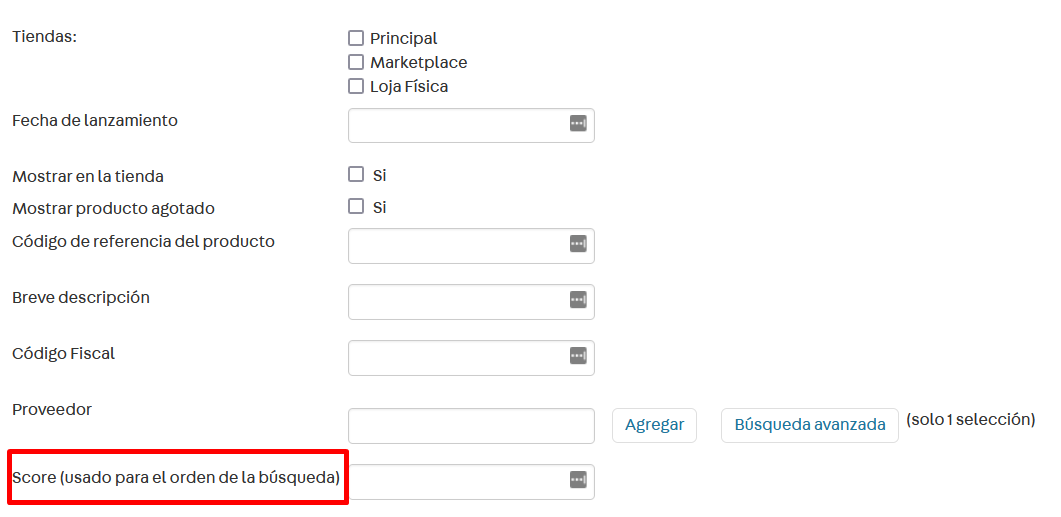 Tiendas:
Principal
Marketplace
Loja Física
Fecha de lanzamiento
Mostrar en la tienda
Si
Mostrar producto agotado
Si
Código de referencia del producto
Breve descripción
Código Fiscal
Proveedor
Agregar
Búsqueda avanzada
(solo 1 selección)
Score (usado para el orden de la búsqueda)